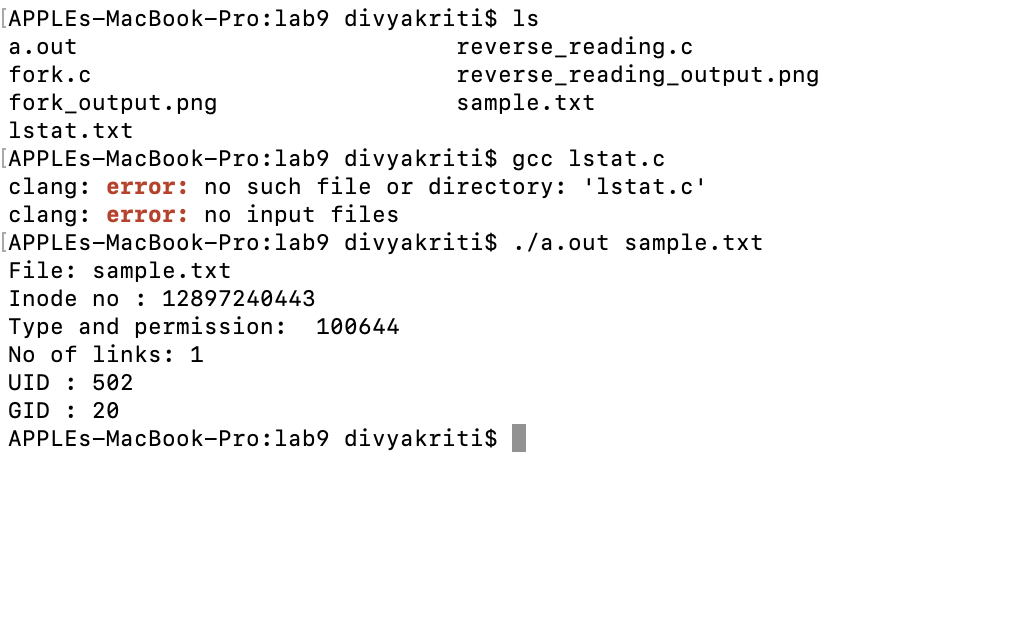 [APPLEs-MacBook-Pro:lab9 divyakriti$ ls
a.out reverse_reading.c
fork.c reverse_reading_output.png
fork_output.png sample.txt
lstat.txt
[APPLEs-MacBook-Pro:lab9 divyakriti$ gcc lstat.c
clang: error: no such file or directory: 'lstat.c'
clang: error: no input files
[APPLEs-MacBook-Pro:lab9 divyakriti$ ./a.out sample.txt
File: sample.txt
Inode no : 12897240443
Type and permission:  100644
No of links: 1
UID : 502
GID : 20
APPLEs-MacBook-Pro:lab9 divyakriti$